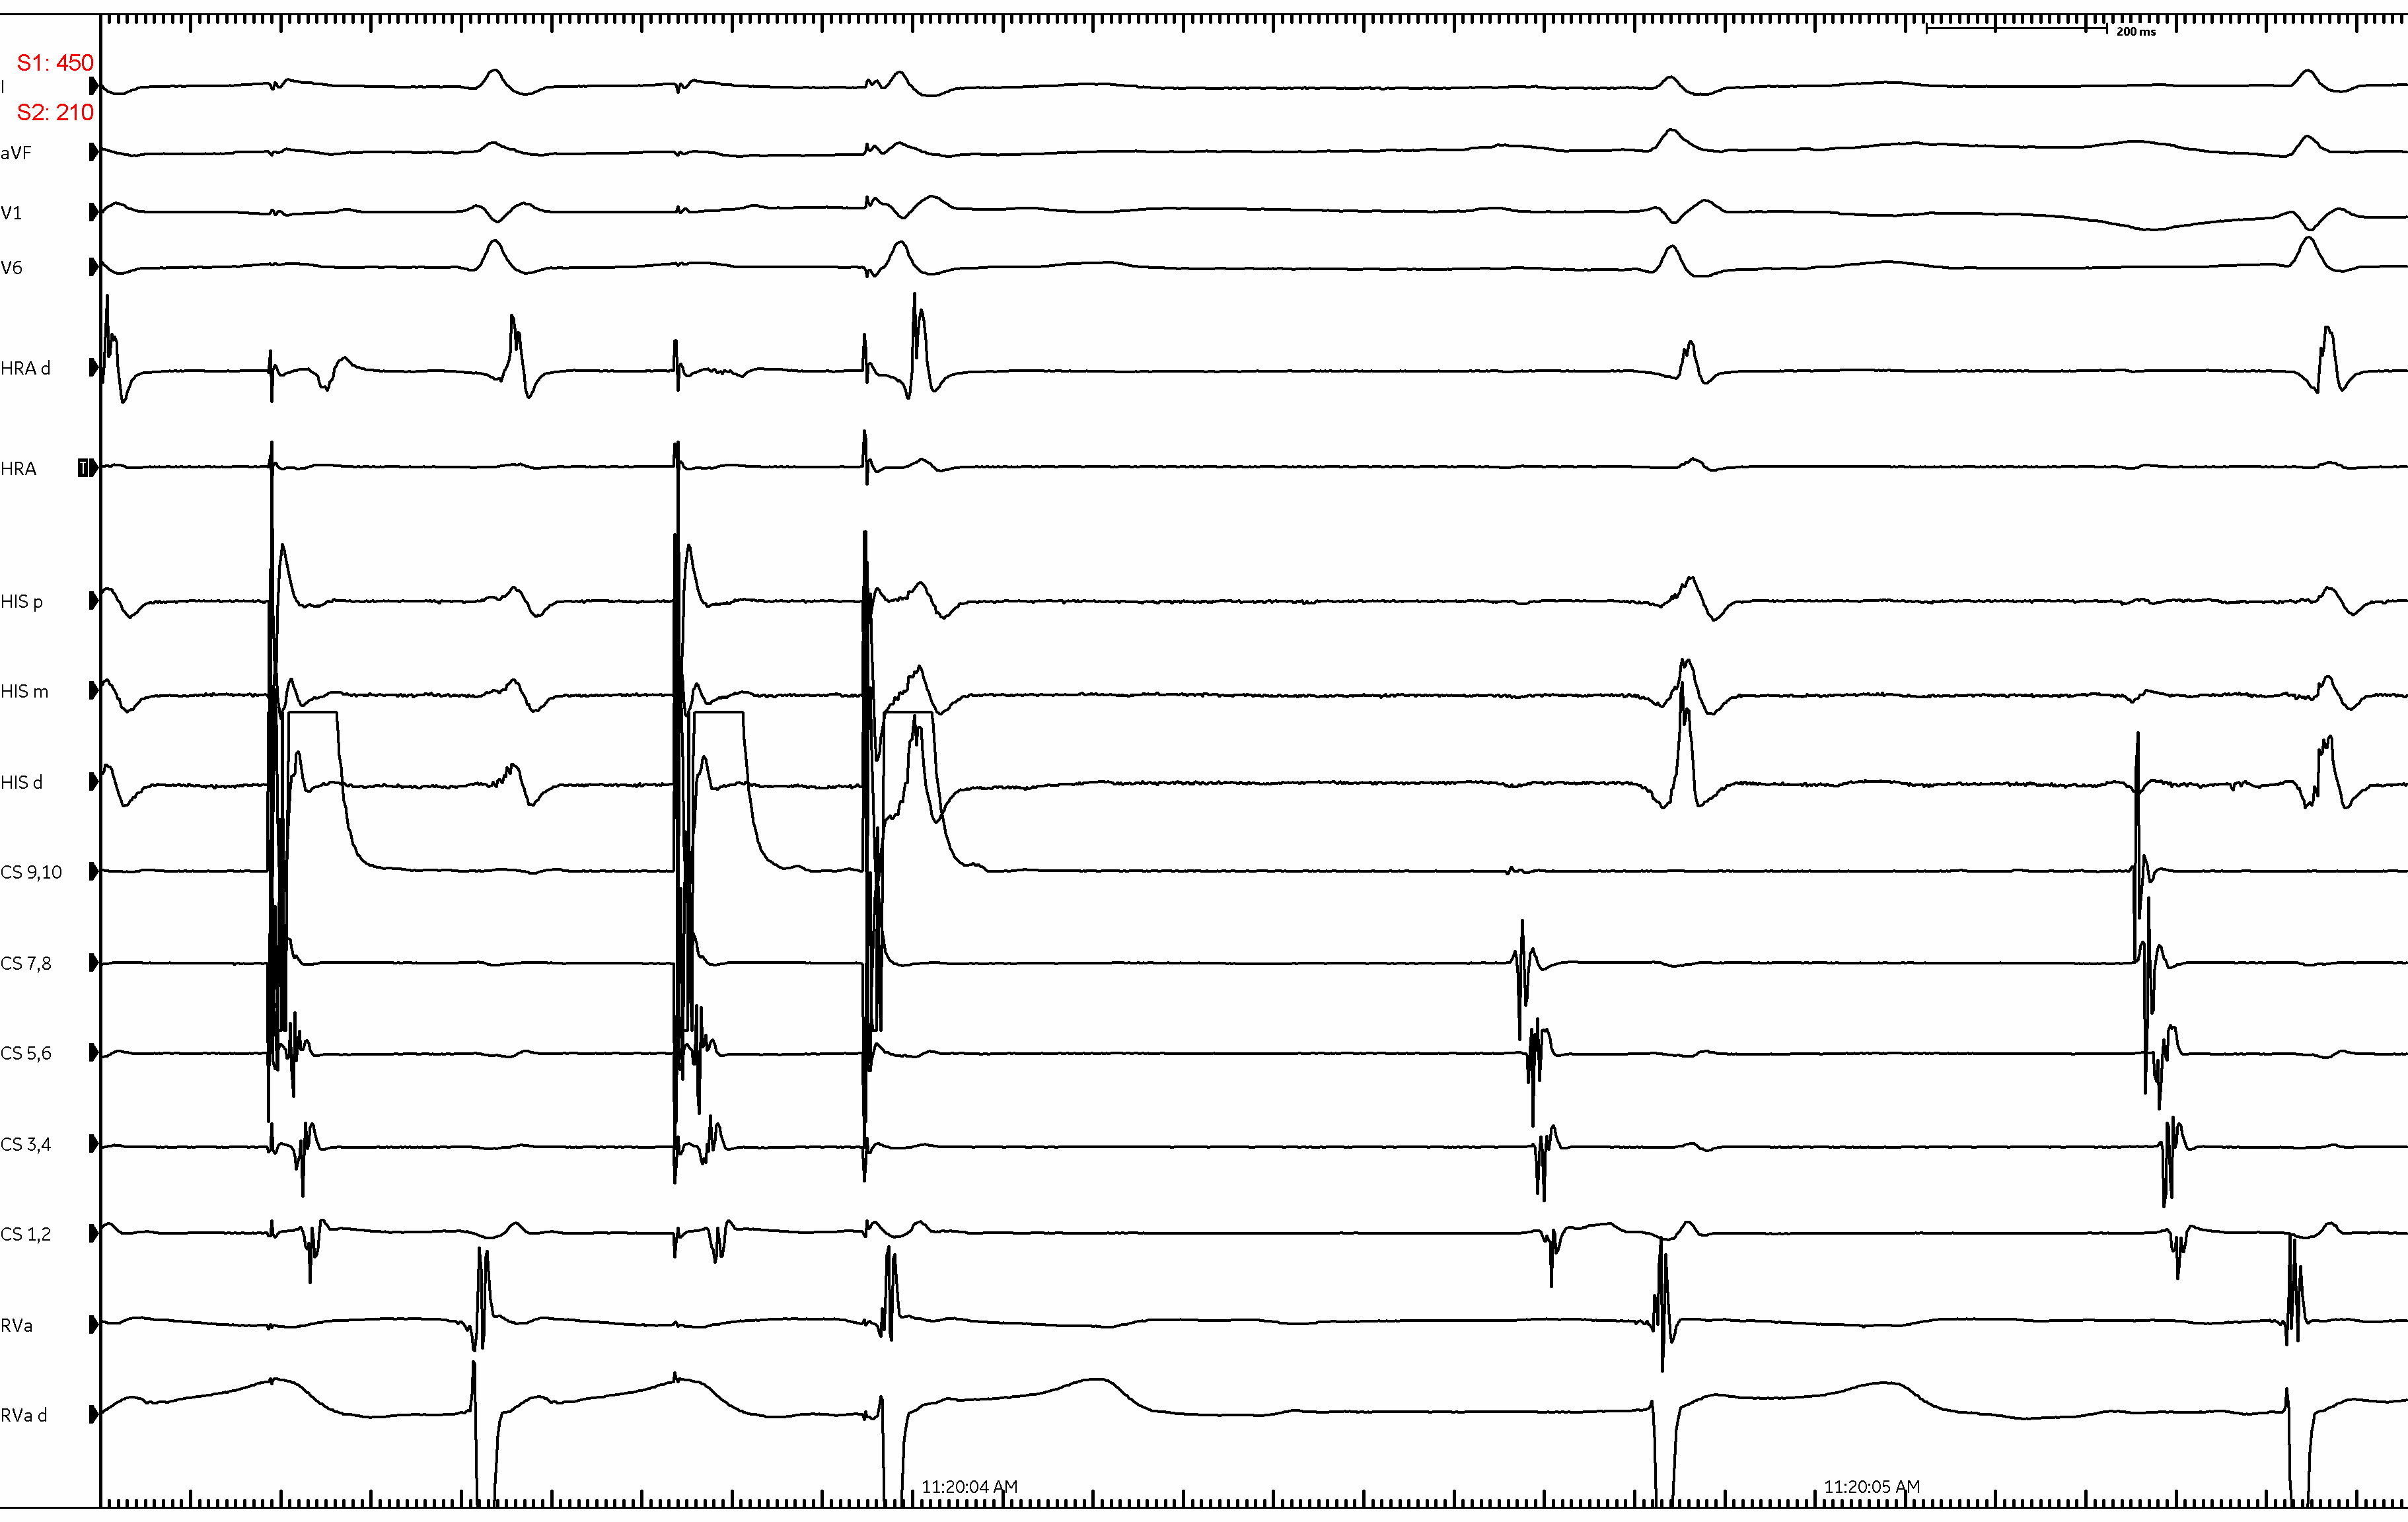 200 ms
S1: 450
I
S2: 210
aVF
V1
V6
HRA d
HRA T
HIS p
HIS m
HIS d
CS 9,10
CS 7,8
CS 5,6
CS 3,4
CS 1,2
RVa
RVa d
11:20:04 AM 11:20:05 AM